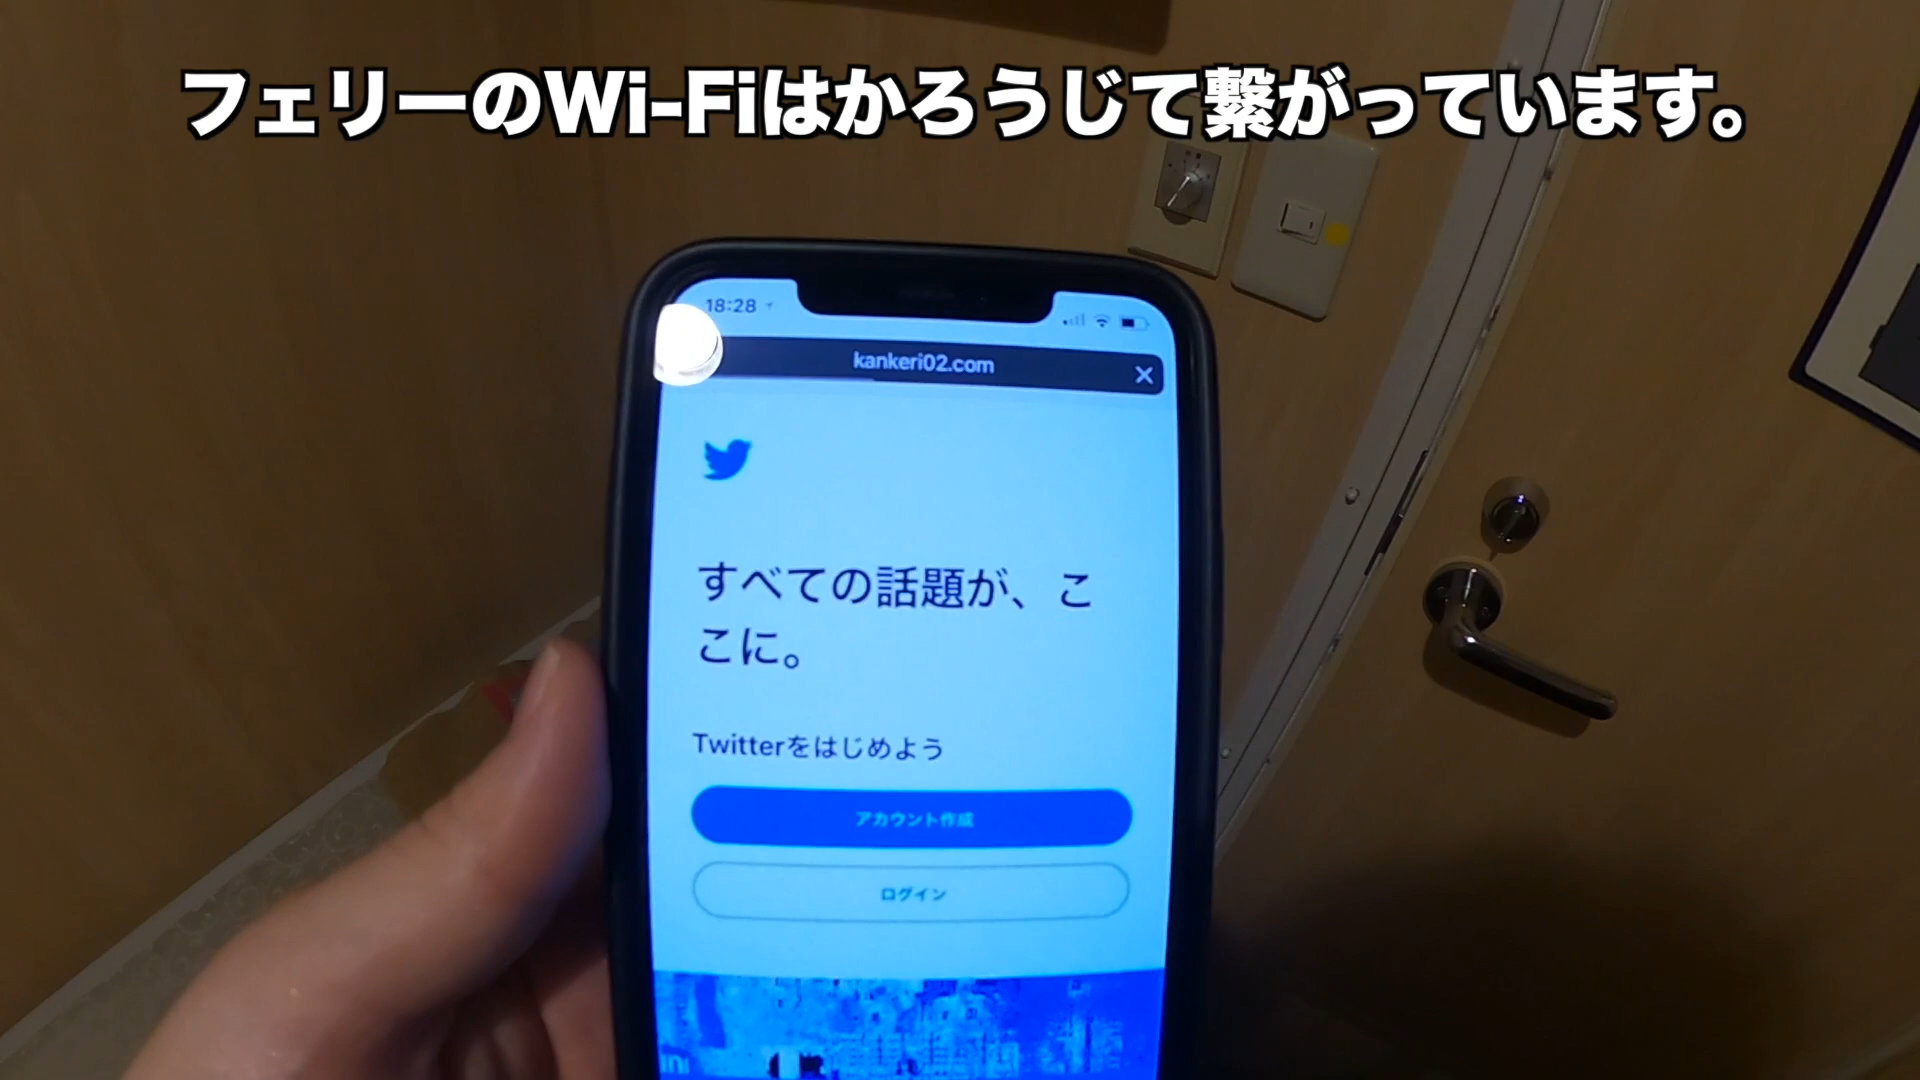 フェリーのWi-Fiはかろうじて繋がっています。
18:28
kankeri02.com
すべての話題が、こ
こに。
Twitterをはじめよう
アカウント作成
ログイン